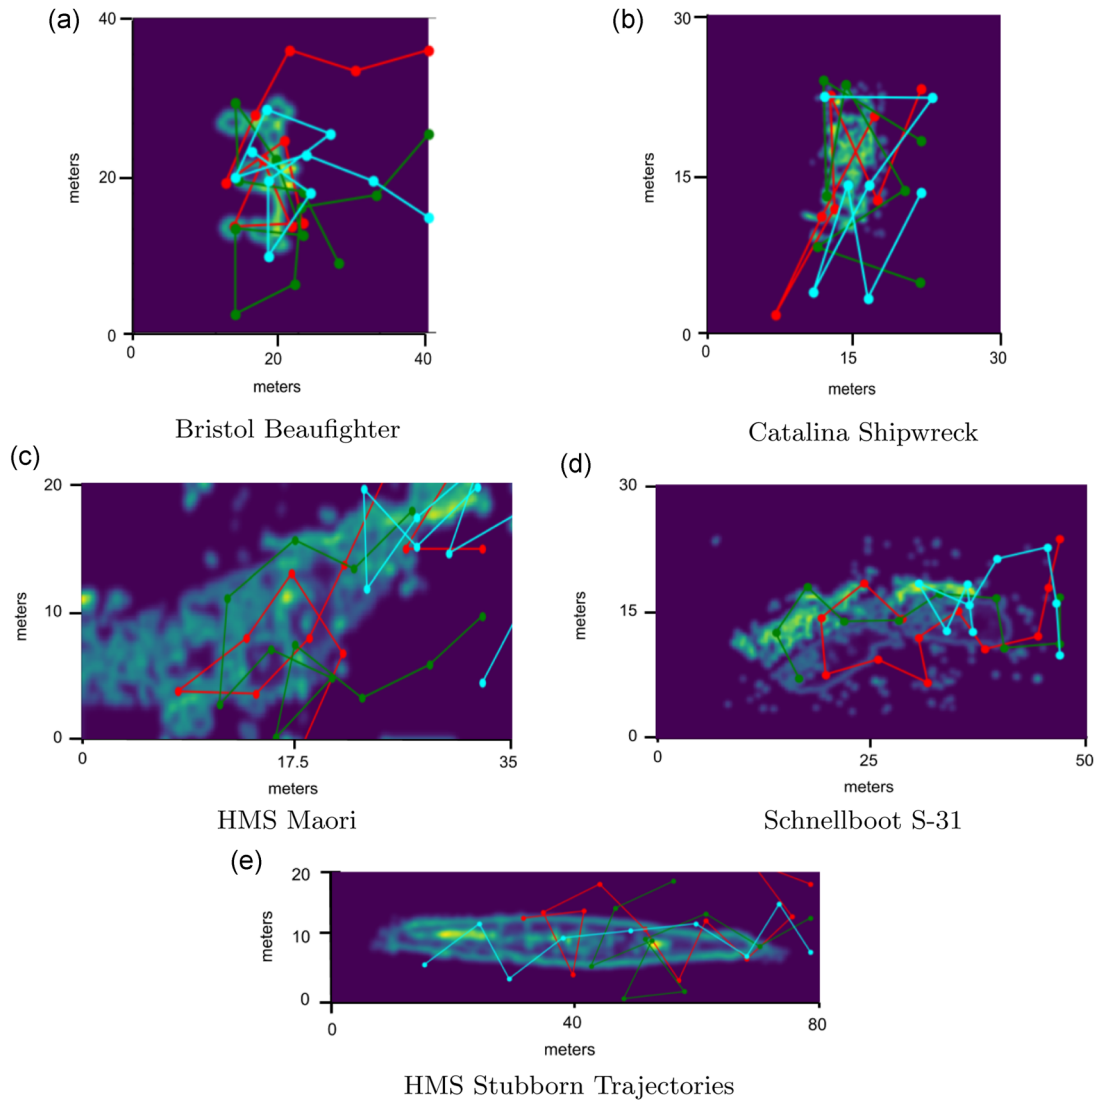 (a)
40
20
0
meters
0
20
40
meters
Bristol Beaufighter
(b)
30
15
0
meters
0
15
30
meters
Catalina Shipwreck
(c)
20
10
0
meters
0
17.5
35
meters
HMS Maori
(d)
30
15
0
meters
0
25
50
meters
Schnellboot S-31
(e)
20
10
0
meters
0
40
80
meters
HMS Stubborn Trajectories